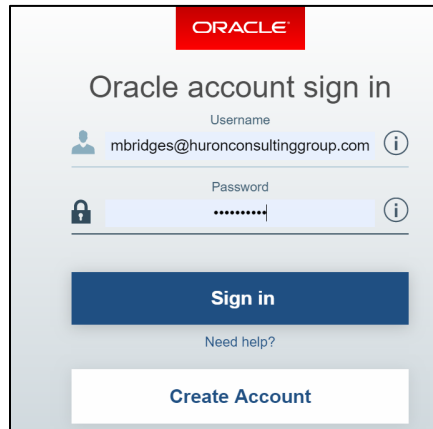 ORACLE
Oracle account sign in
Username
mbridges@huronconsultinggroup.com
Password
••••••••••
Sign in
Need help?
Create Account